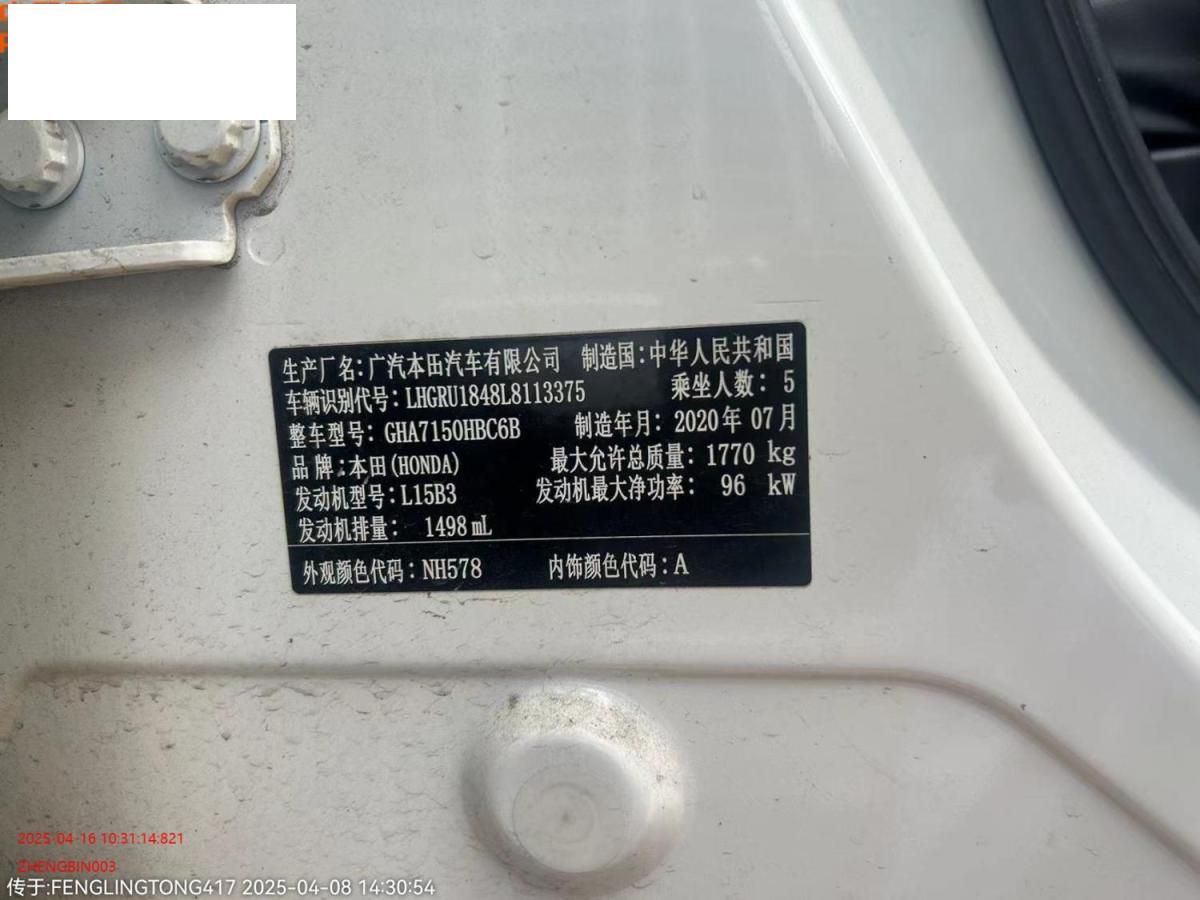 生产厂名：广汽本田汽车有限公司 制造国：中华人民共和国
车辆识别代号：LHGRU1848L8113375 乘坐人数：5
整车型号：GHA7150HBC6B 制造年月：2020年07月
品牌：本田(HONDA) 最大允许总质量：1770 kg
发动机型号：L15B3 发动机最大净功率：96 kW
发动机排量：1498 mL
外观颜色代码：NH578 内饰颜色代码：A
2025-04-16 10:31:14:821
ZHENGBIN003
传于:FENGLINGTONG417 2025-04-08 14:30:54